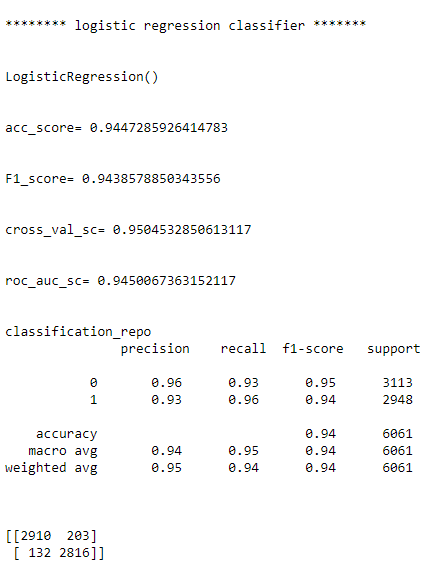 ******** logistic regression classifier *******
LogisticRegression()
acc_score= 0.9447285926414783
F1_score= 0.9438578850343556
cross_val_sc= 0.9504532850613117
roc_auc_sc= 0.9450067363152117
classification_repo
precision recall f1-score support
0 0.96 0.93 0.95 3113
1 0.93 0.96 0.94 2948
accuracy 0.94 6061
macro avg 0.94 0.95 0.94 6061
weighted avg 0.95 0.94 0.94 6061
[[2910 203]
[ 132 2816]]